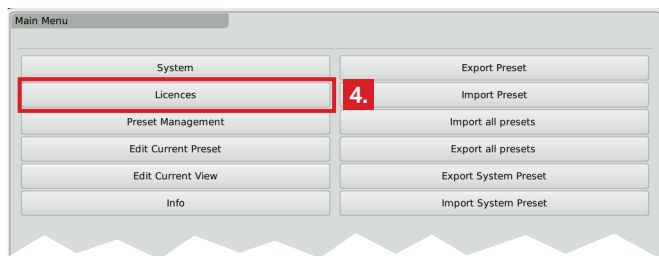 Main Menu
System
Export Preset
Licences
4.
Import Preset
Preset Management
Import all presets
Edit Current Preset
Export all presets
Edit Current View
Export System Preset
Info
Import System Preset